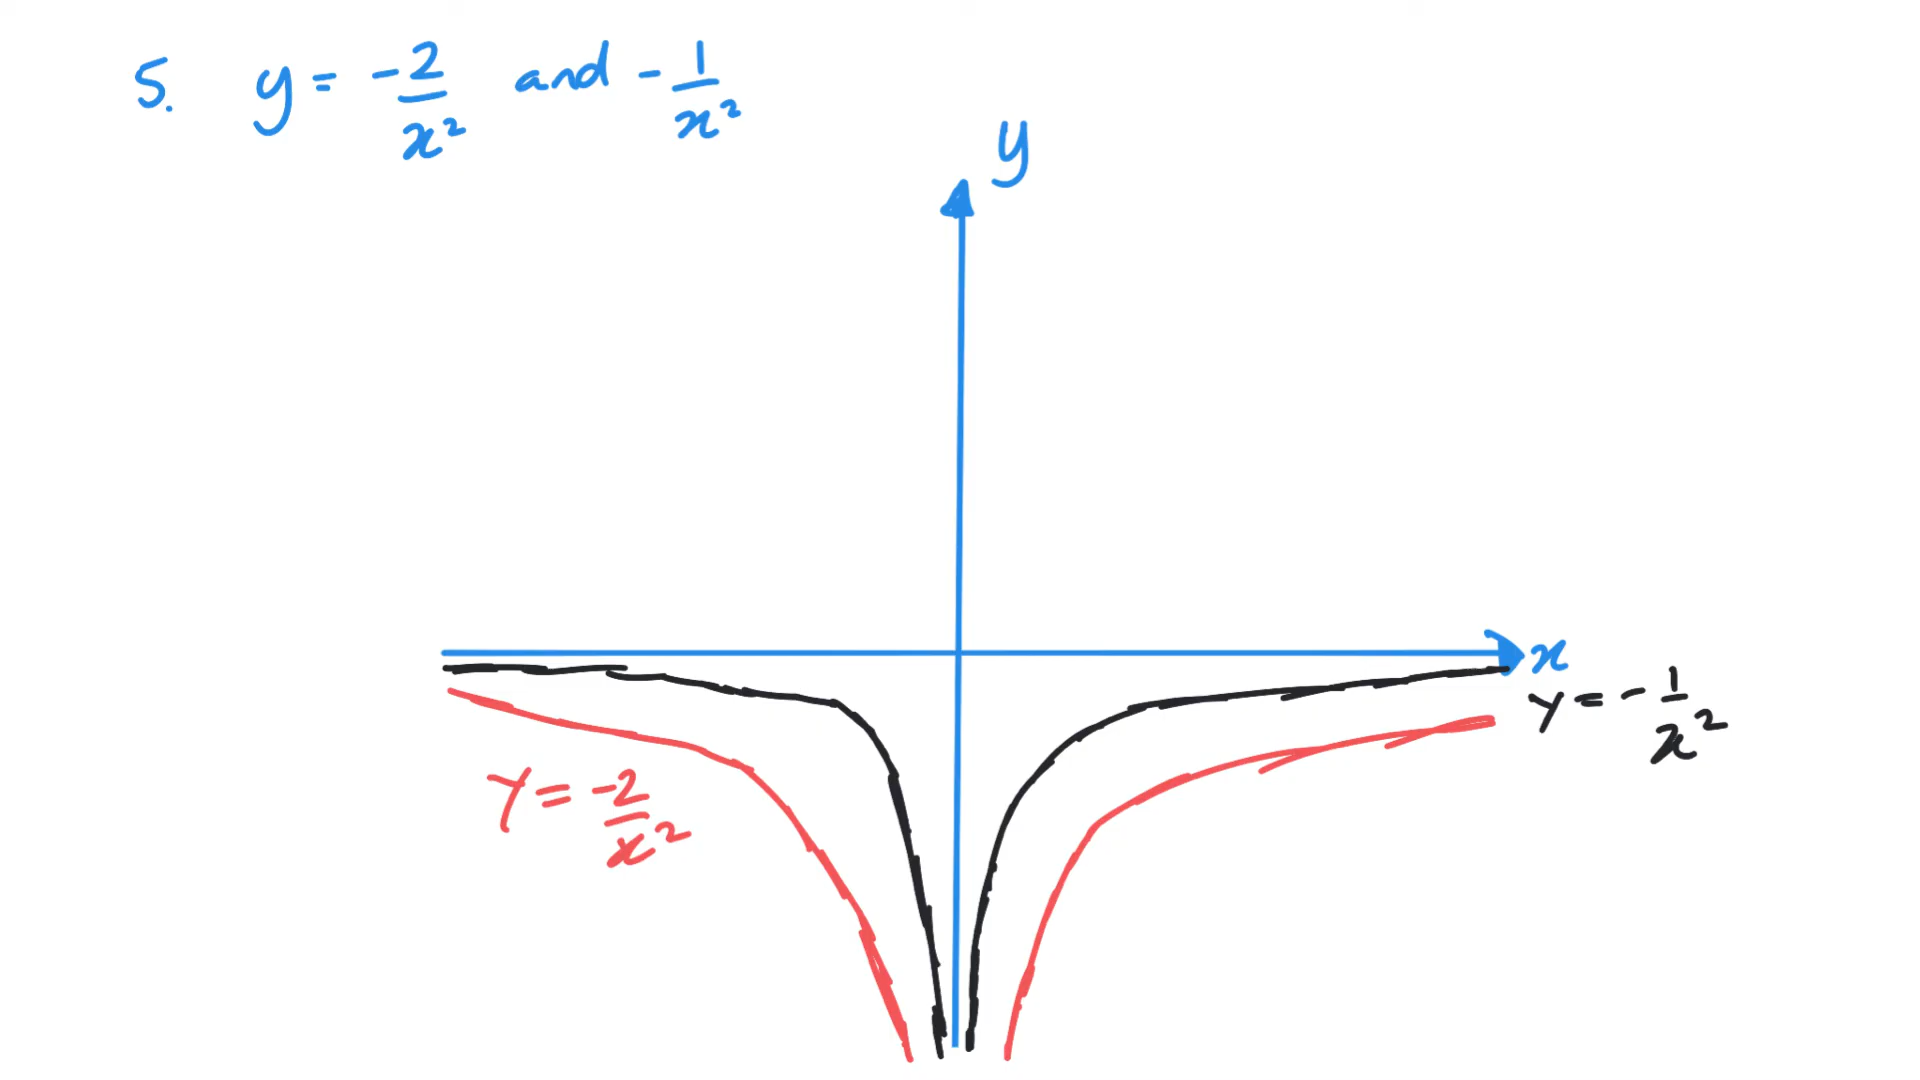 5. y = -2/x² and -1/x²
y
x
y = -1/x²
y = -2/x²